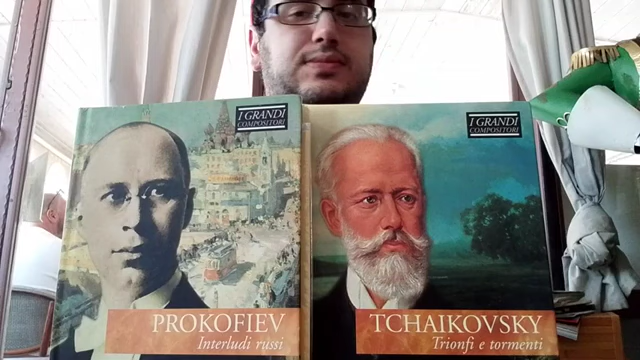 I GRANDI
COMPOSITORI
PROKOFIEV
Interludi russi
I GRANDI
COMPOSITORI
TCHAIKOVSKY
Trionfi e tormenti